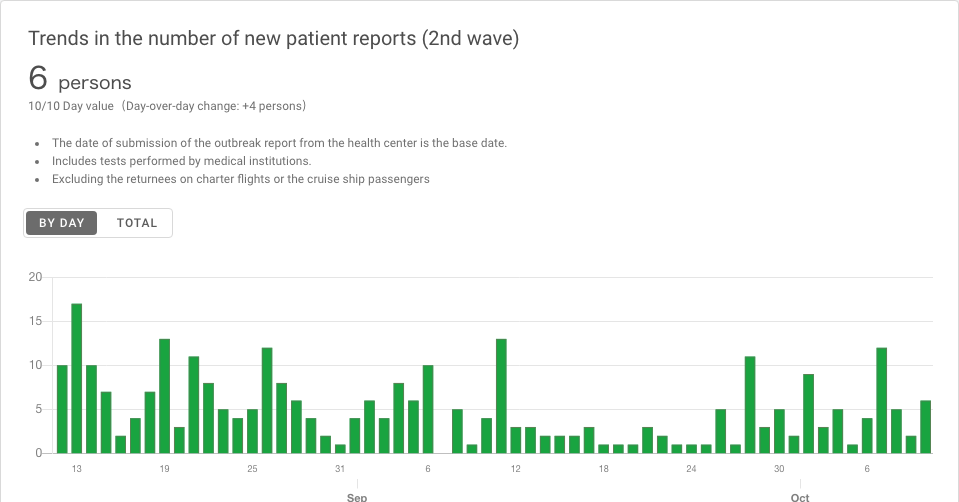 Trends in the number of new patient reports (2nd wave)
6 persons
10/10 Day value（Day-over-day change: +4 persons）
• The date of submission of the outbreak report from the health center is the base date.
• Includes tests performed by medical institutions.
• Excluding the returnees on charter flights or the cruise ship passengers
BY DAY TOTAL
20
15
10
5
0
13 19 25 31 6 12 18 24 30 6
Sep Oct